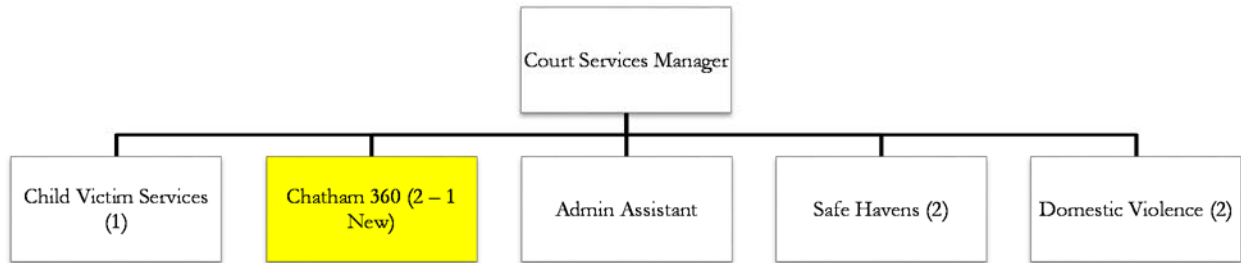 Court Services Manager
Child Victim Services
(1)
Chatham 360 (2 – 1
New)
Admin Assistant
Safe Havens (2)
Domestic Violence (2)